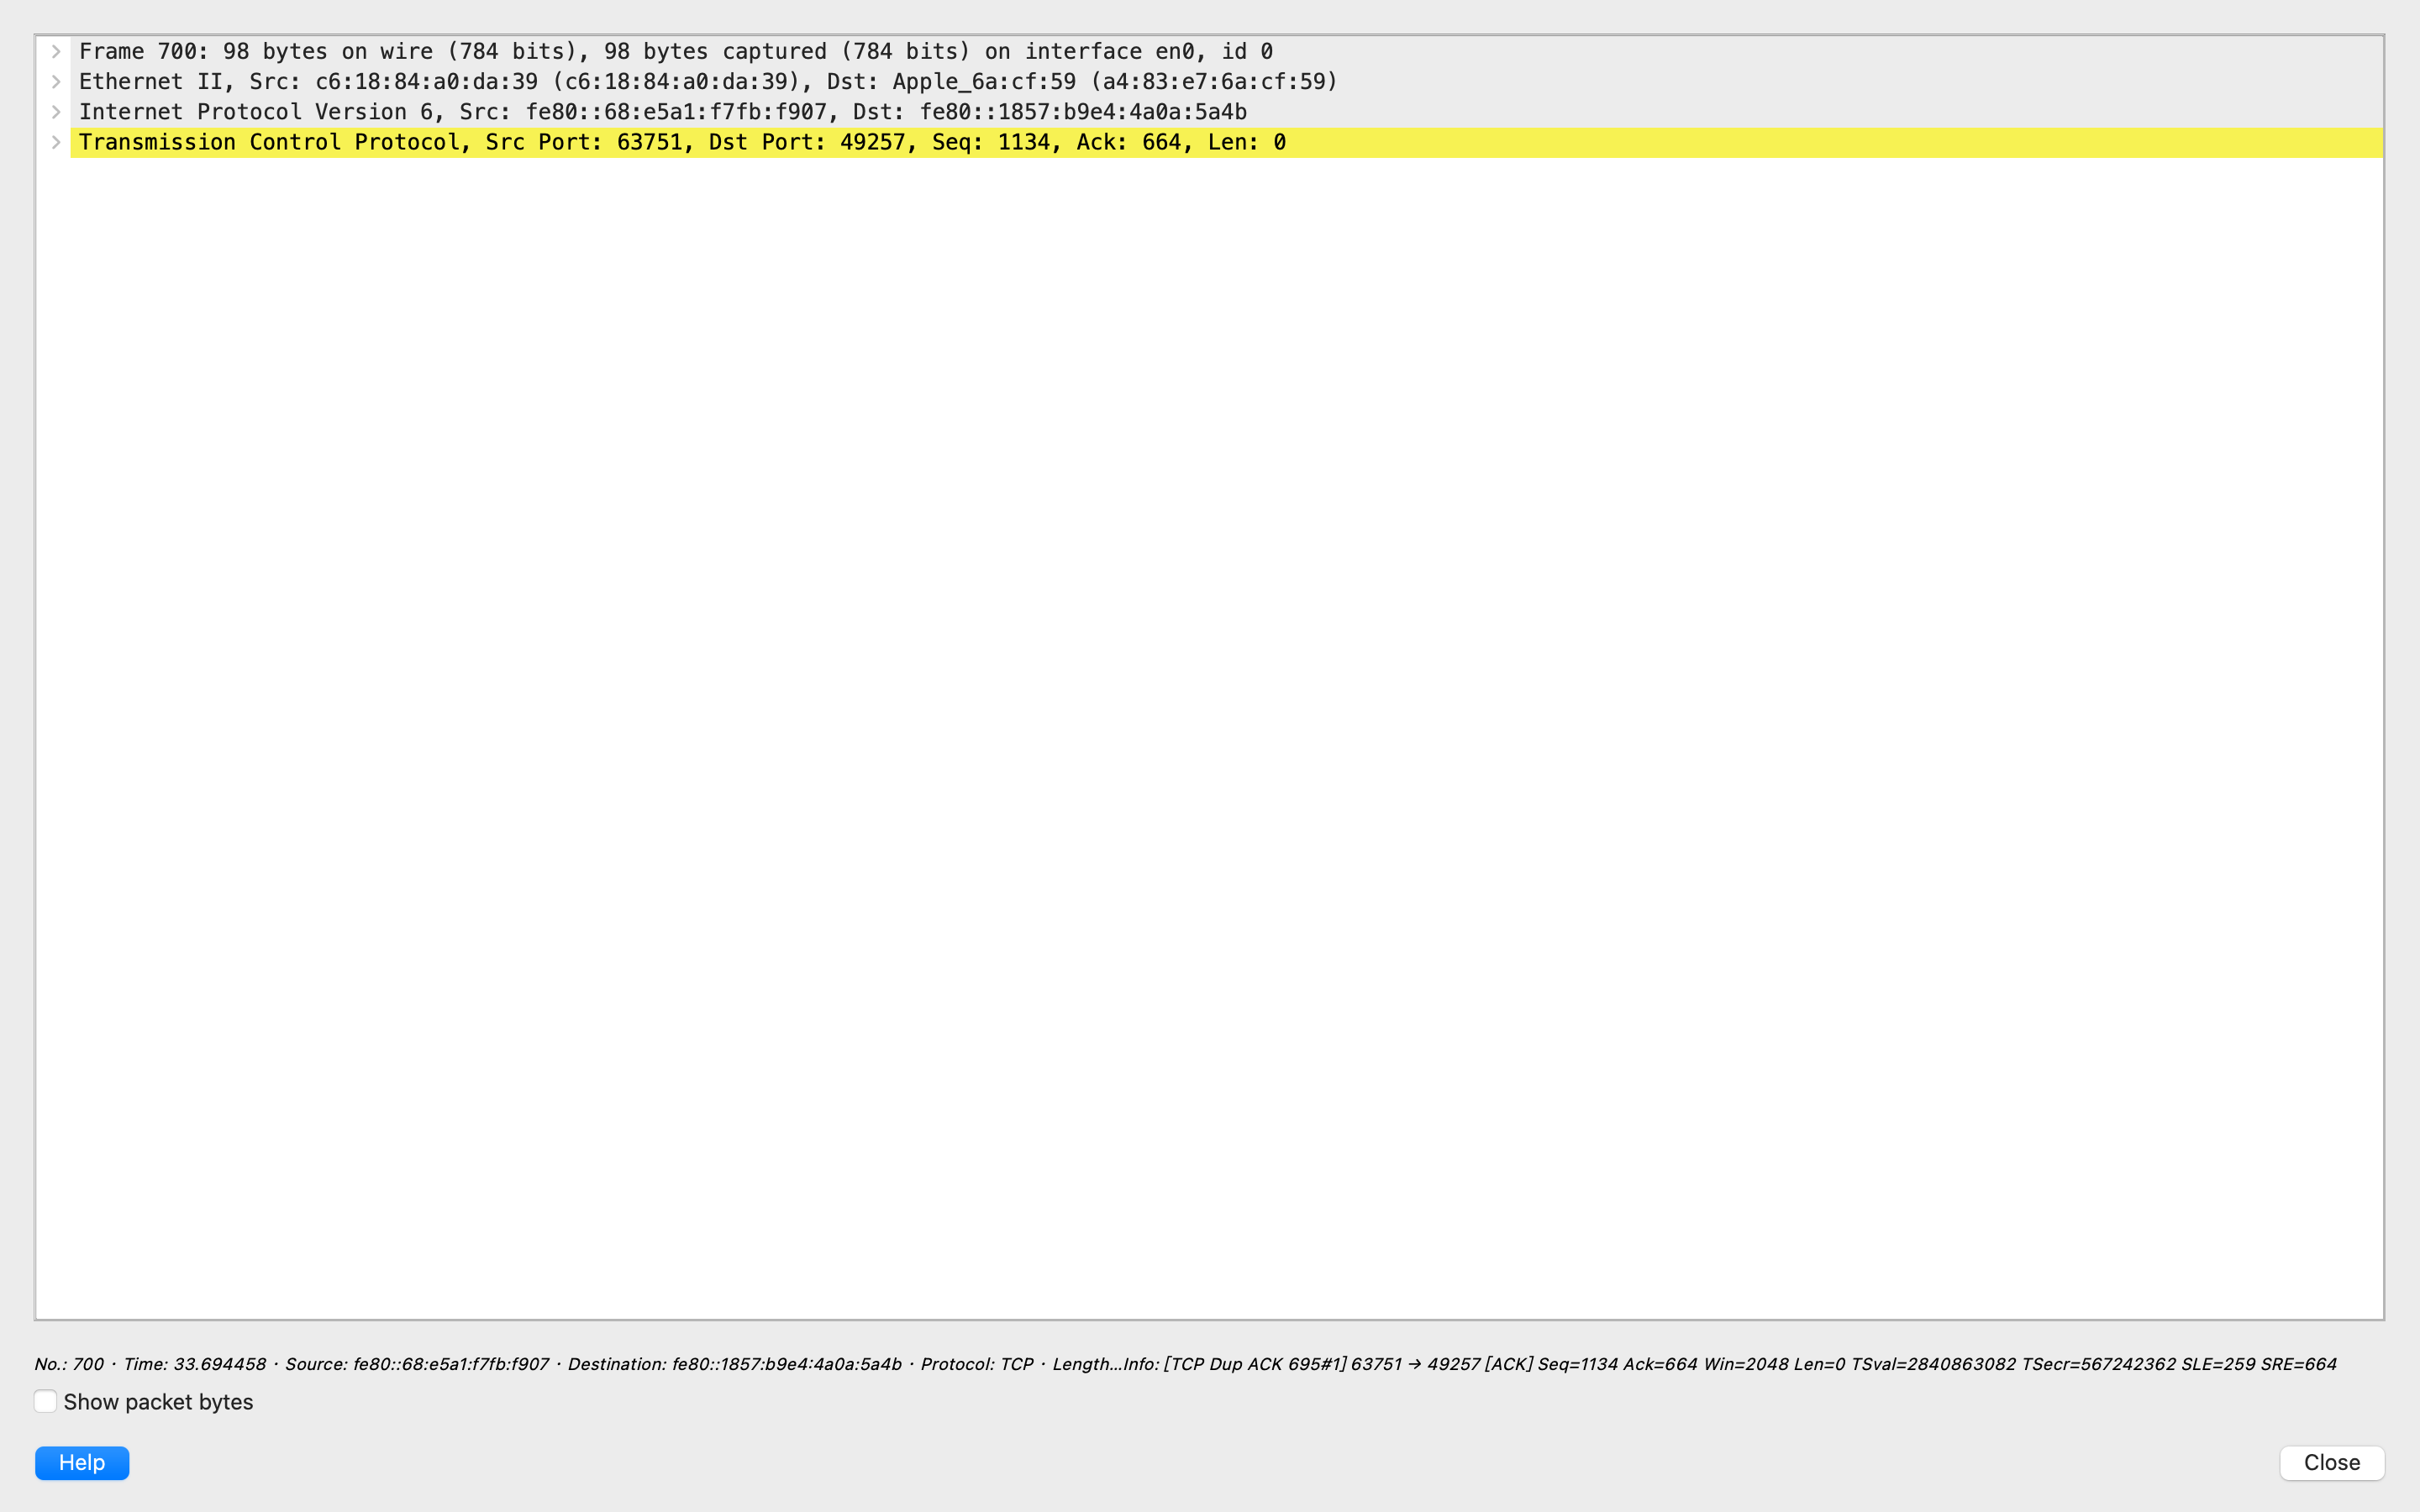 Frame 700: 98 bytes on wire (784 bits), 98 bytes captured (784 bits) on interface en0, id 0
Ethernet II, Src: c6:18:84:a0:da:39 (c6:18:84:a0:da:39), Dst: Apple_6a:cf:59 (a4:83:e7:6a:cf:59)
Internet Protocol Version 6, Src: fe80::68:e5a1:f7fb:f907, Dst: fe80::1857:b9e4:4a0a:5a4b
Transmission Control Protocol, Src Port: 63751, Dst Port: 49257, Seq: 1134, Ack: 664, Len: 0
No.: 700 · Time: 33.694458 · Source: fe80::68:e5a1:f7fb:f907 · Destination: fe80::1857:b9e4:4a0a:5a4b · Protocol: TCP · Length…Info: [TCP Dup ACK 695#1] 63751 → 49257 [ACK] Seq=1134 Ack=664 Win=2048 Len=0 TSval=2840863082 TSecr=567242362 SLE=259 SRE=664
Show packet bytes
Help
Close